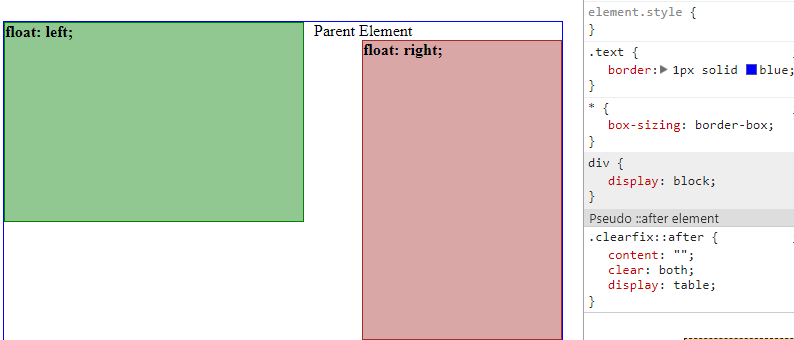 float: left;
Parent Element
float: right;
element.style {
}
.text {
border: 1px solid blue;
}
* {
box-sizing: border-box;
}
div {
display: block;
}
Pseudo ::after element
.clearfix::after {
content: "";
clear: both;
display: table;
}